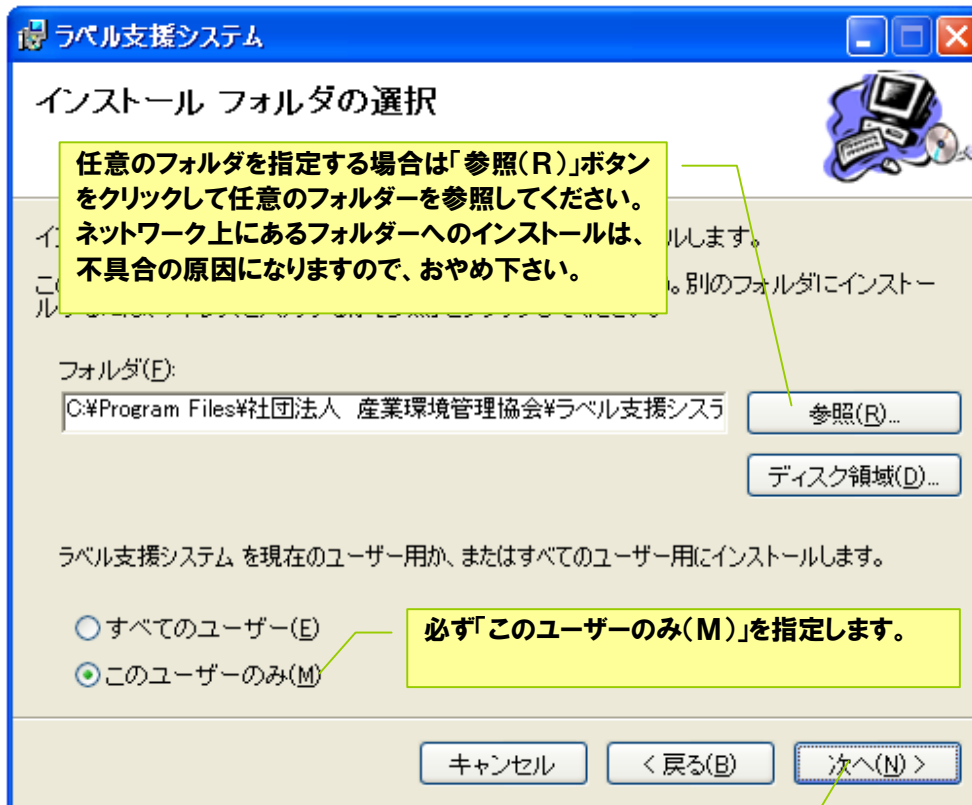 ラベル支援システム
インストール フォルダの選択
任意のフォルダを指定する場合は「参照(R)」ボタン
をクリックして任意のフォルダーを参照してください。
ネットワーク上にあるフォルダーへのインストールは、
不具合の原因になりますので、おやめ下さい。
ルします。
別のフォルダにインストー
フォルダ(F):
C:¥Program Files¥社団法人　産業環境管理協会¥ラベル支援システ
参照(R)...
ディスク領域(D)...
ラベル支援システム を現在のユーザー用か、またはすべてのユーザー用にインストールします。
すべてのユーザー(E)
必ず「このユーザーのみ(M)」を指定します。
このユーザーのみ(M)
キャンセル
< 戻る(B)
次へ(N) >